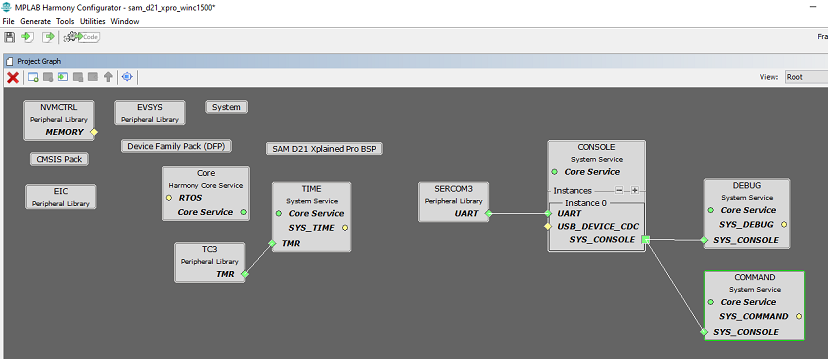 MPLAB Harmony Configurator - sam_d21_xpro_winc1500*
File Generate Tools Utilities Window
Code
Fra
Project Graph
View: Root
NVMCTRL
Peripheral Library
MEMORY
EVSYS
Peripheral Library
System
CMSIS Pack
Device Family Pack (DFP)
SAM D21 Xplained Pro BSP
EIC
Peripheral Library
Core
Harmony Core Service
RTOS
Core Service
TIME
System Service
Core Service
SYS_TIME
TMR
TC3
Peripheral Library
TMR
SERCOM3
Peripheral Library
UART
CONSOLE
System Service
Core Service
Instances
Instance 0
UART
USB_DEVICE_CDC
SYS_CONSOLE
DEBUG
System Service
Core Service
SYS_DEBUG
SYS_CONSOLE
COMMAND
System Service
Core Service
SYS_COMMAND
SYS_CONSOLE